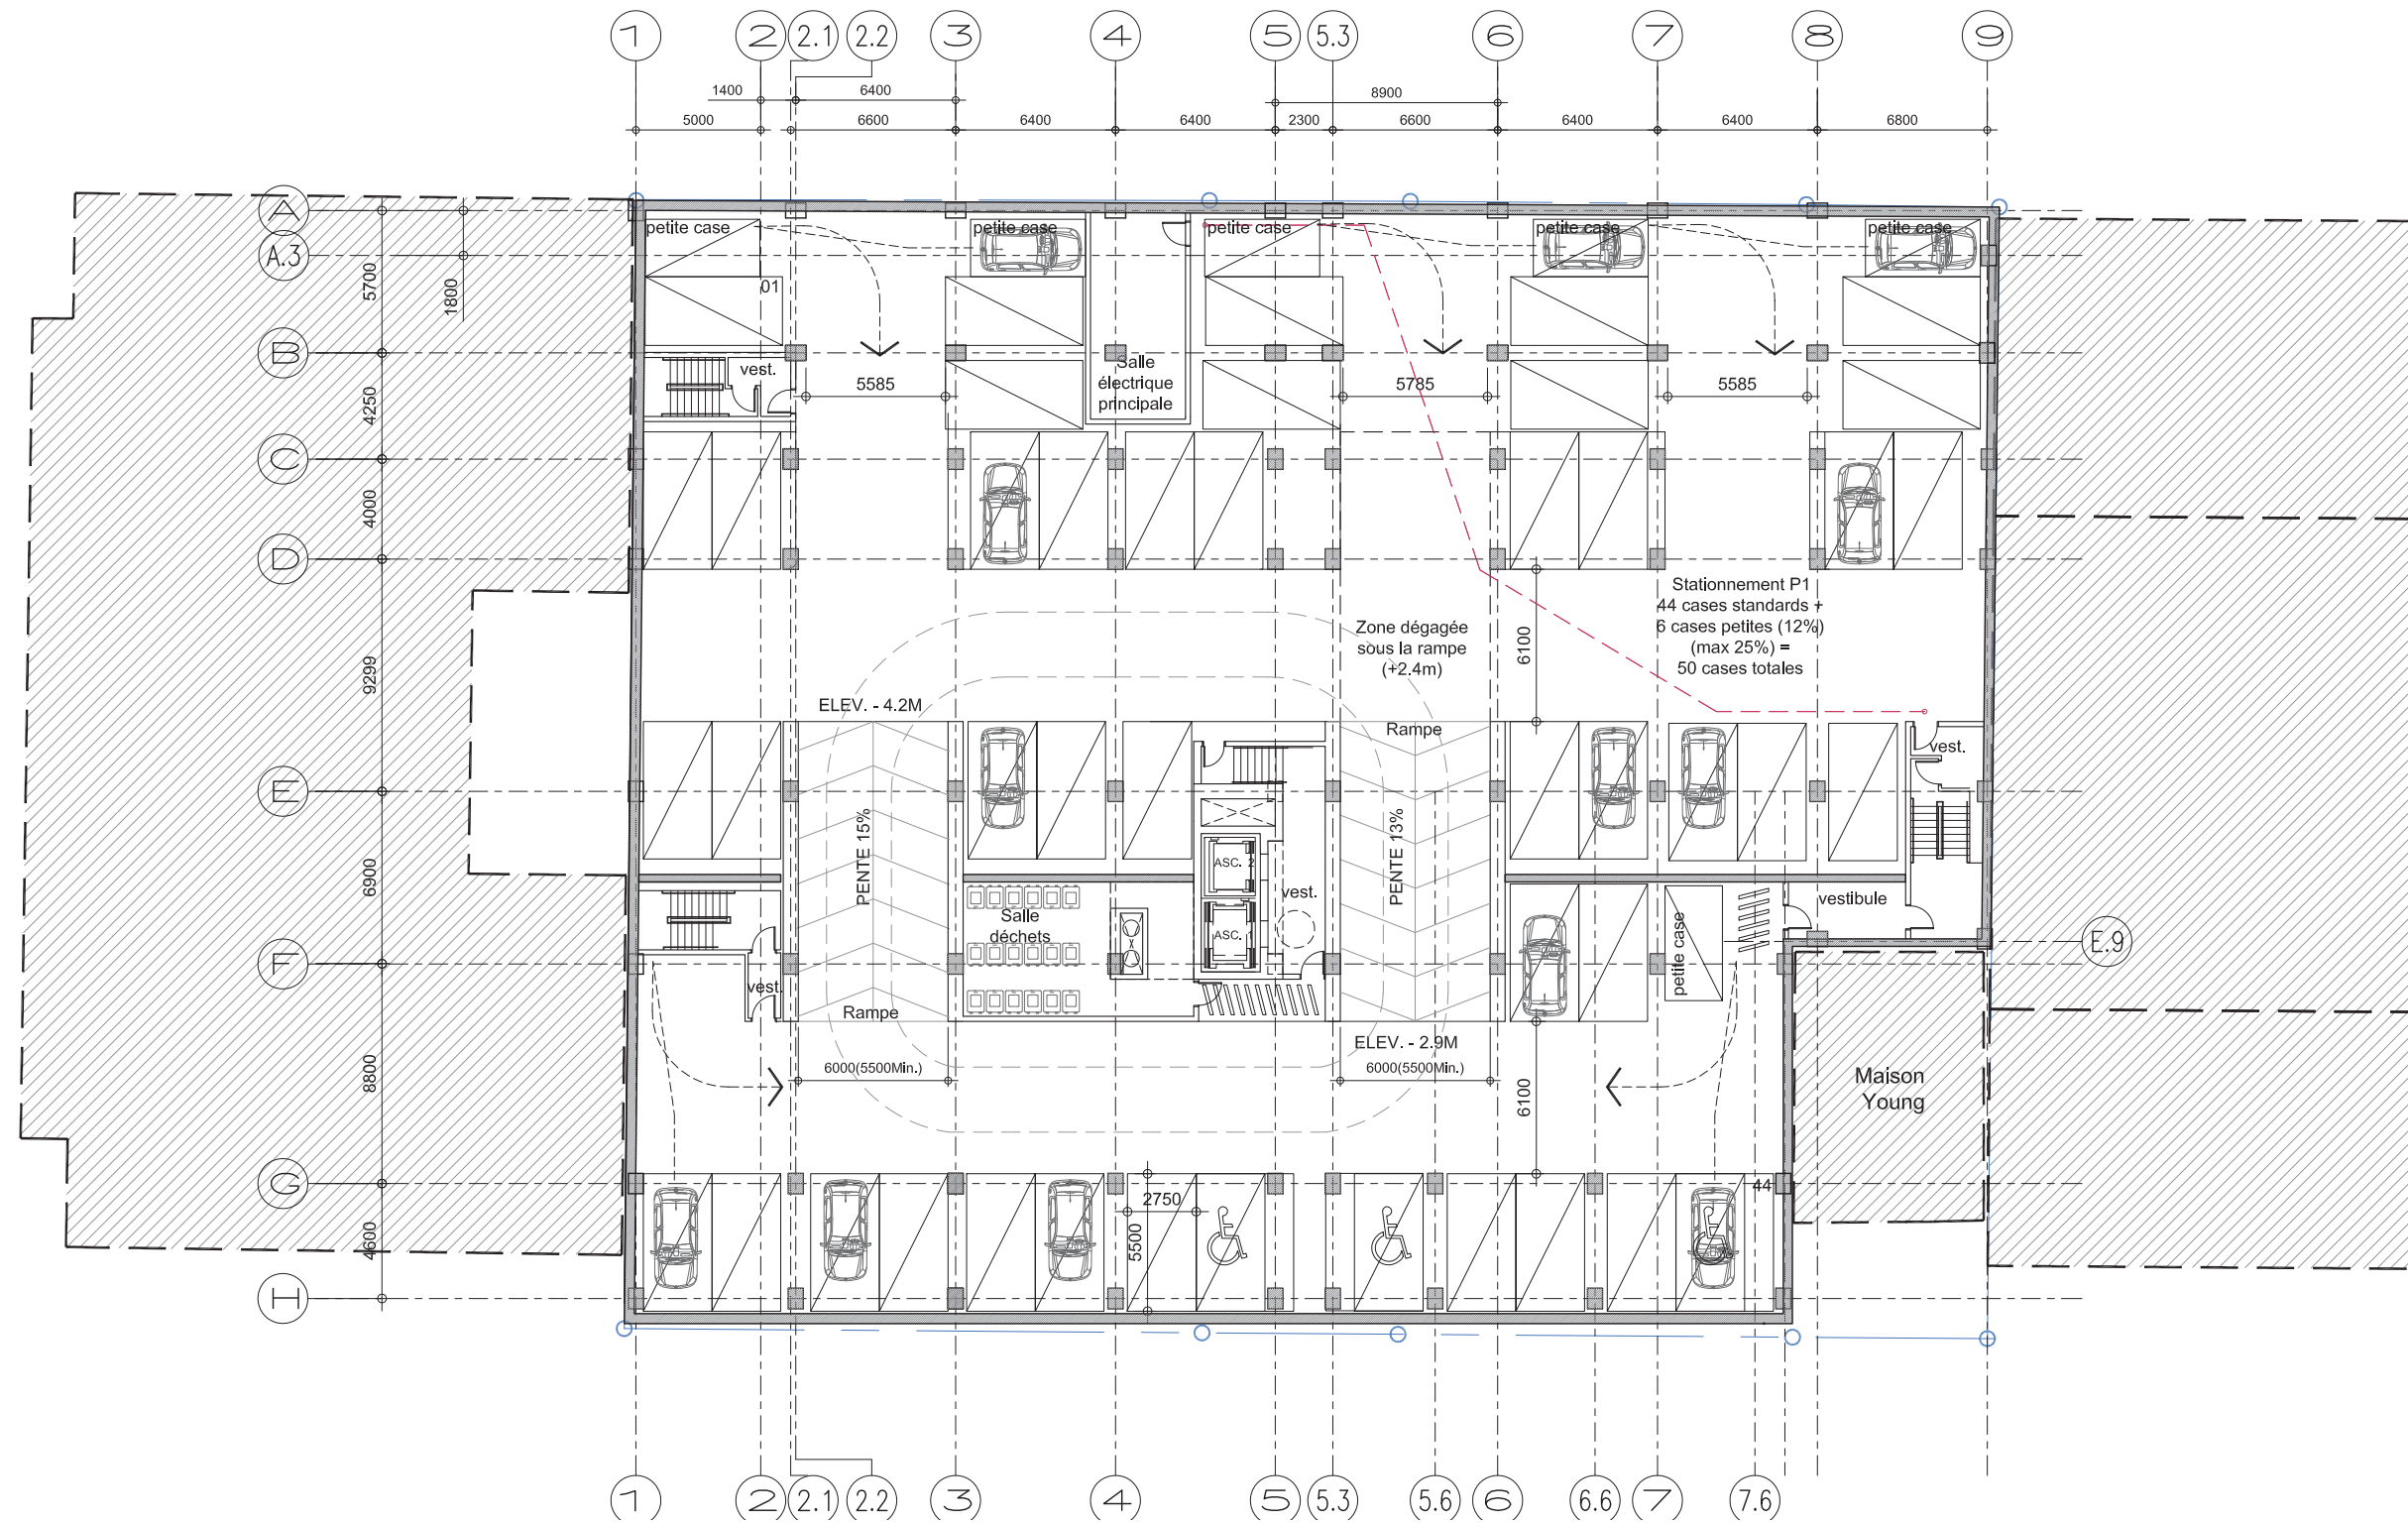 1 2 2.1 2.2 3 4 5 5.3 6 7 8 9
1400 6400 8900
5000 6600 6400 6400 2300 6600 6400 6400 6800
A
A.3
B
C
D
E
F
G
H
E.9
5700
1800
4250
4000
9299
6900
8800
4600
petite case petite case petite case petite case petite case
01
vest.
Salle
électrique
principale
5585 5785 5585
Stationnement P1
44 cases standards +
6 cases petites (12%)
(max 25%) =
50 cases totales
Zone dégagée
sous la rampe
(+2.4m)
6100
ELEV. - 4.2M
Rampe
vest.
PENTE 15%
PENTE 13%
ASC. 2
ASC. 1
vest.
Salle
déchets
vestibule
petite case
vest.
Rampe
ELEV. - 2.9M
6000(5500Min.) 6000(5500Min.)
6100
Maison
Young
2750
5500
44
1 2 2.1 2.2 3 4 5 5.3 5.6 6 6.6 7 7.6